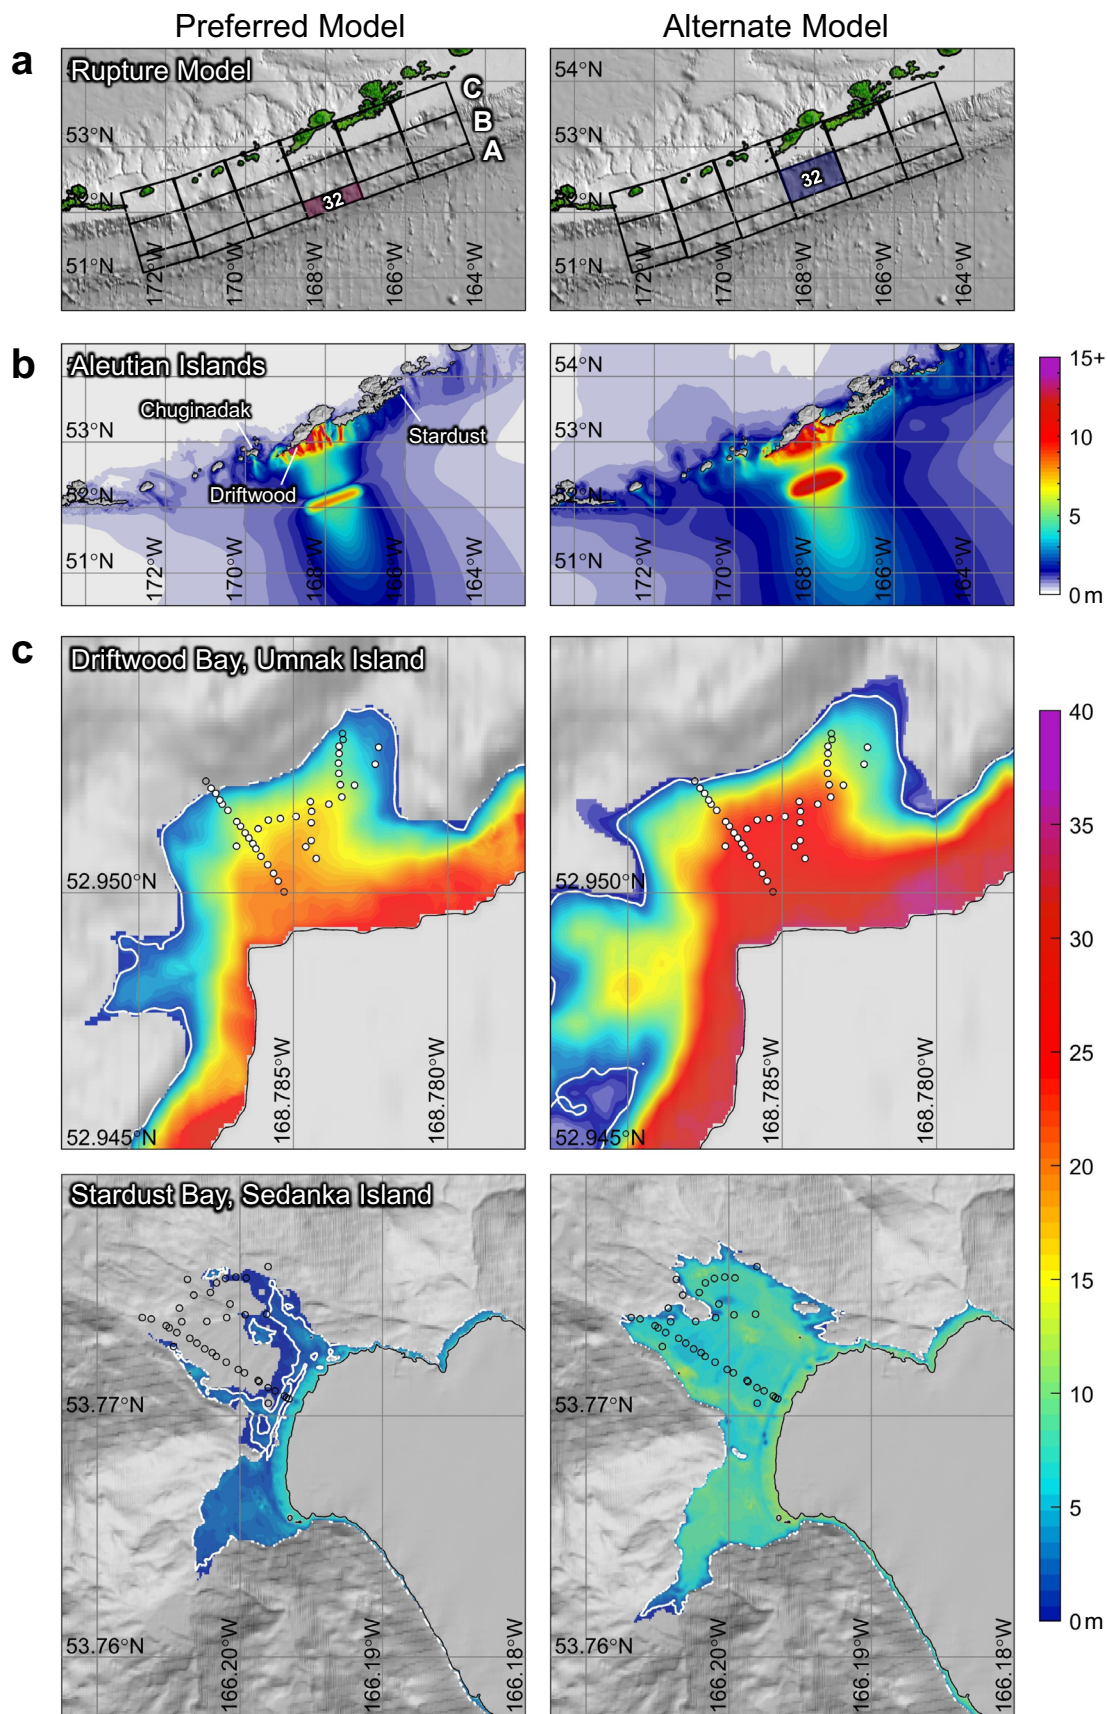 Preferred Model
Alternate Model
a
Rupture Model
C
B
A
32
53°N
°N
51°N
172°W
170°W
168°W
166°W
164°W
54°N
53°N
°N
51°N
32
172°W
170°W
168°W
166°W
164°W
b
Aleutian Islands
Chuginadak
Stardust
Driftwood
53°N
52°N
51°N
172°W
170°W
168°W
166°W
164°W
54°N
53°N
52°N
51°N
172°W
170°W
168°W
166°W
164°W
15+
10
5
0 m
c
Driftwood Bay, Umnak Island
52.950°N
52.945°N
168.785°W
168.780°W
52.950°N
52.945°N
168.785°W
168.780°W
Stardust Bay, Sedanka Island
53.77°N
53.76°N
166.20°W
166.19°W
166.18°W
53.77°N
53.76°N
166.20°W
166.19°W
166.18°W
40
35
30
25
20
15
10
5
0 m